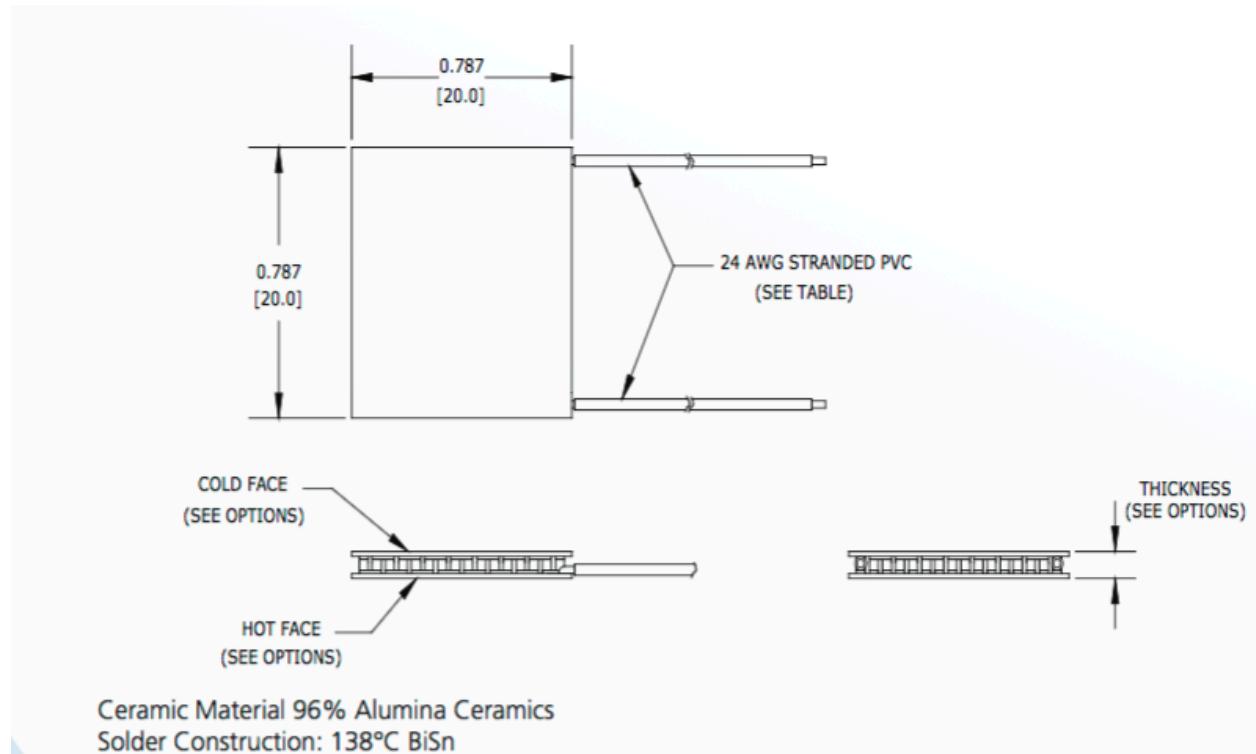 0.787
[20.0]
0.787
[20.0]
24 AWG STRANDED PVC
(SEE TABLE)
COLD FACE
(SEE OPTIONS)
THICKNESS
(SEE OPTIONS)
HOT FACE
(SEE OPTIONS)
Ceramic Material 96% Alumina Ceramics
Solder Construction: 138°C BiSn